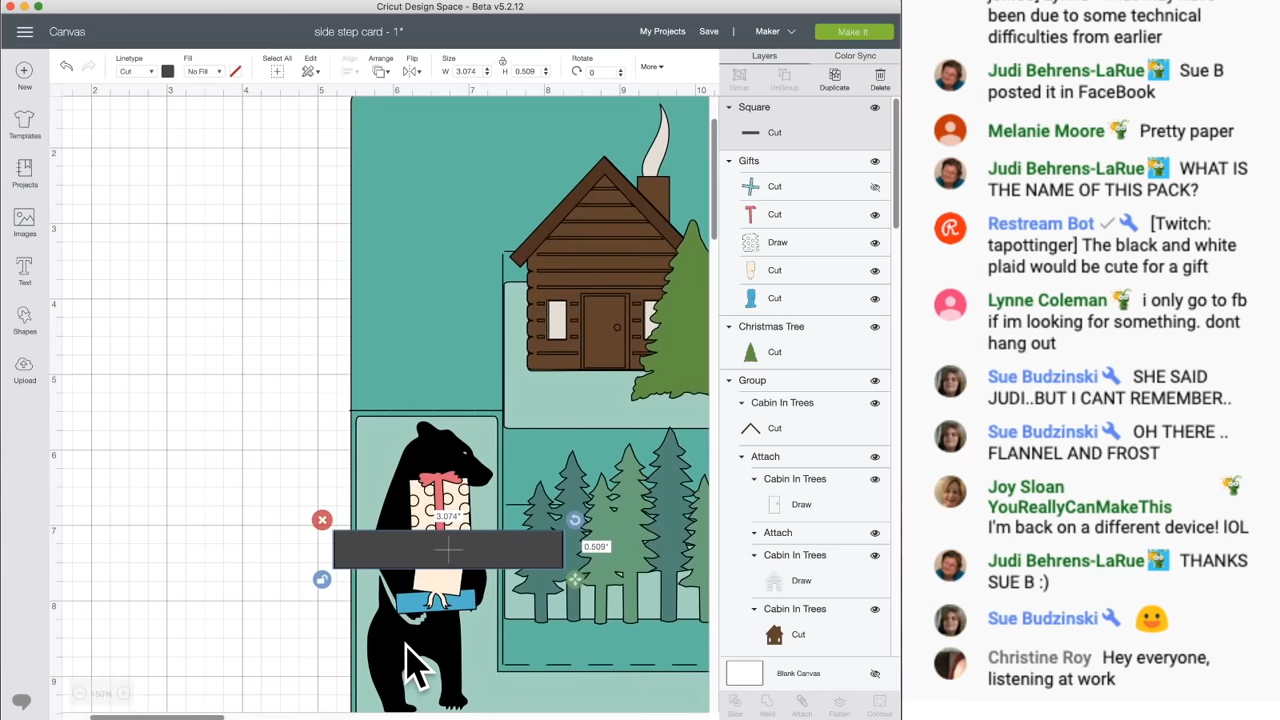 Cricut Design Space - Beta v5.2.12
Canvas
side step card - 1*
My Projects
Save
Maker
Make It
Linetype
Cut
Fill
No Fill
Select All
Edit
Align
Arrange
Flip
Size
W 3.074
H 0.509
Rotate
0
More
Layers
Color Sync
Group
UnGroup
Duplicate
Delete
New
Templates
Projects
Images
Text
Shapes
Upload
2 3 4 5 6 7 8 9 10
2
3
4
5
6
7
8
9
3.074"
0.509"
150%
Square
Cut
Gifts
Cut
Cut
Draw
Cut
Cut
Christmas Tree
Cut
Group
Cabin In Trees
Cut
Attach
Cabin In Trees
Draw
Attach
Cabin In Trees
Draw
Cabin In Trees
Cut
Blank Canvas
Slice
Weld
Attach
Flatten
Contour
been due to some technical
difficulties from earlier
Judi Behrens-LaRue Sue B
posted it in FaceBook
Melanie Moore Pretty paper
Judi Behrens-LaRue WHAT IS
THE NAME OF THIS PACK?
Restream Bot [Twitch:
tapottinger] The black and white
plaid would be cute for a gift
Lynne Coleman i only go to fb
if im looking for something. dont
hang out
Sue Budzinski SHE SAID
JUDI..BUT I CANT REMEMBER..
Sue Budzinski OH THERE ..
FLANNEL AND FROST
Joy Sloan
YouReallyCanMakeThis
I'm back on a different device! lOL
Judi Behrens-LaRue THANKS
SUE B :)
Sue Budzinski
Christine Roy Hey everyone,
listening at work